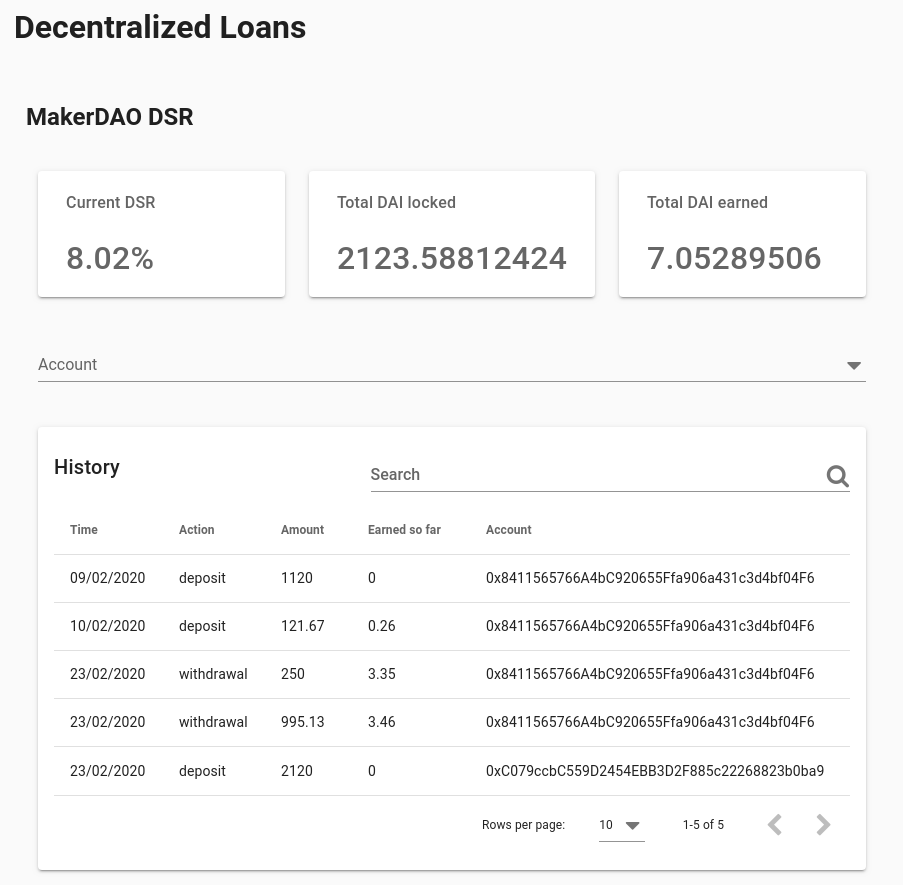 Decentralized Loans
MakerDAO DSR
Current DSR
8.02%
Total DAI locked
2123.58812424
Total DAI earned
7.05289506
Account
History
Search
Time Action Amount Earned so far Account
09/02/2020 deposit 1120 0 0x8411565766A4bC920655Ffa906a431c3d4bf04F6
10/02/2020 deposit 121.67 0.26 0x8411565766A4bC920655Ffa906a431c3d4bf04F6
23/02/2020 withdrawal 250 3.35 0x8411565766A4bC920655Ffa906a431c3d4bf04F6
23/02/2020 withdrawal 995.13 3.46 0x8411565766A4bC920655Ffa906a431c3d4bf04F6
23/02/2020 deposit 2120 0 0xC079ccbC559D2454EBB3D2F885c22268823b0ba9
Rows per page: 10 1-5 of 5